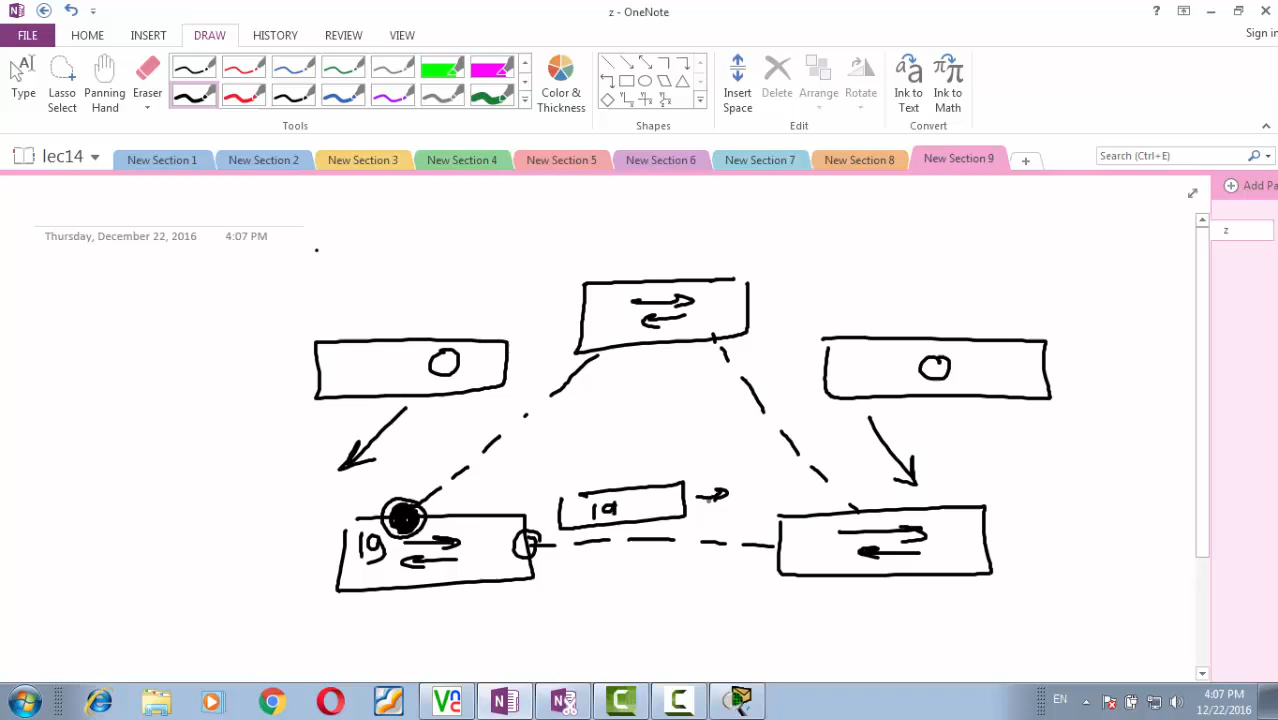 z - OneNote
Sign in
FILE HOME INSERT DRAW HISTORY REVIEW VIEW
Type
Lasso Select
Panning Hand
Eraser
Color & Thickness
Insert Space
Delete
Arrange
Rotate
Ink to Text
Ink to Math
Tools
Shapes
Edit
Convert
lec14
New Section 1
New Section 2
New Section 3
New Section 4
New Section 5
New Section 6
New Section 7
New Section 8
New Section 9
Search (Ctrl+E)
Add Pa
z
Thursday, December 22, 2016 4:07 PM
19
19
EN
4:07 PM
12/22/2016